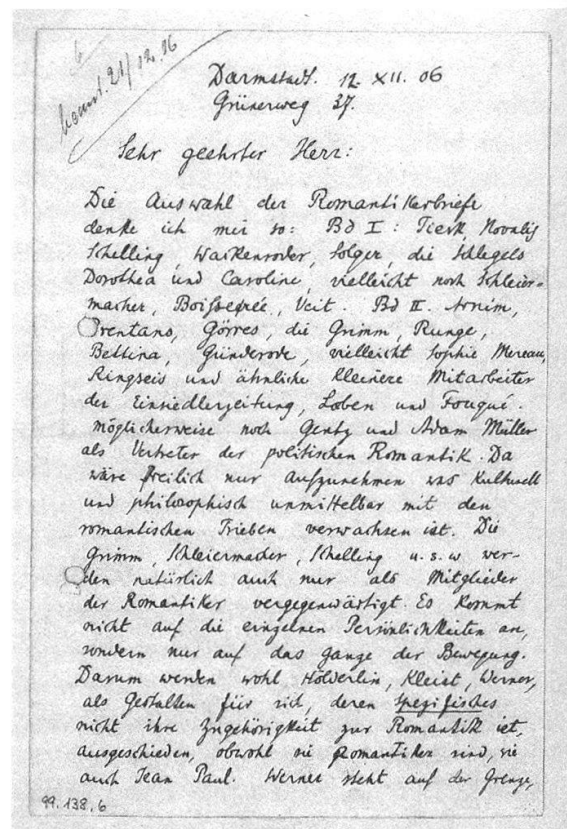 beant. 21/12.06
Darmstadt. 12 XII. 06
Grünerweg 37.
Sehr geehrter Herr:
Die Auswahl der Romantikerbriefe
denke ich mir so: Bd I: Tieck Novalis
Schelling, Wackenroder, Solger, die Schlegels
Dorothea und Caroline, vielleicht noch Schleier-
macher, Boisserée, Veit. Bd II. Arnim,
Brentano, Görres, die Grimm, Runge,
Bettina, Günderode, vielleicht Sophie Mereau,
Ringseis und ähnliche kleinere Mitarbeiter
der Einsiedlerzeitung, Loben und Fouqué.
möglicherweise noch Gentz und Adam Müller
als Vertreter der politischen Romantik. Da
wäre freilich nur aufzunehmen was kulturell
und philosophisch unmittelbar mit den
romantischen Trieben verwachsen ist. Die
Grimm, Schleiermacher, Schelling u.s.w wer-
den natürlich auch nur als Mitglieder
der Romantiker vergegenwärtigt. Es kommt
nicht auf die einzelnen Persönlichkeiten an,
sondern nur auf das ganze der Bewegung.
Darum werden wohl Hölderlin, Kleist, Werner,
als Gestalten für sich, deren spezifisches
nicht ihre Zugehörigkeit zur Romantik ist,
ausgeschieden, obwohl sie Romantiker sind, wie
auch Jean Paul. Werner steht auf der Grenze,
99.138.6